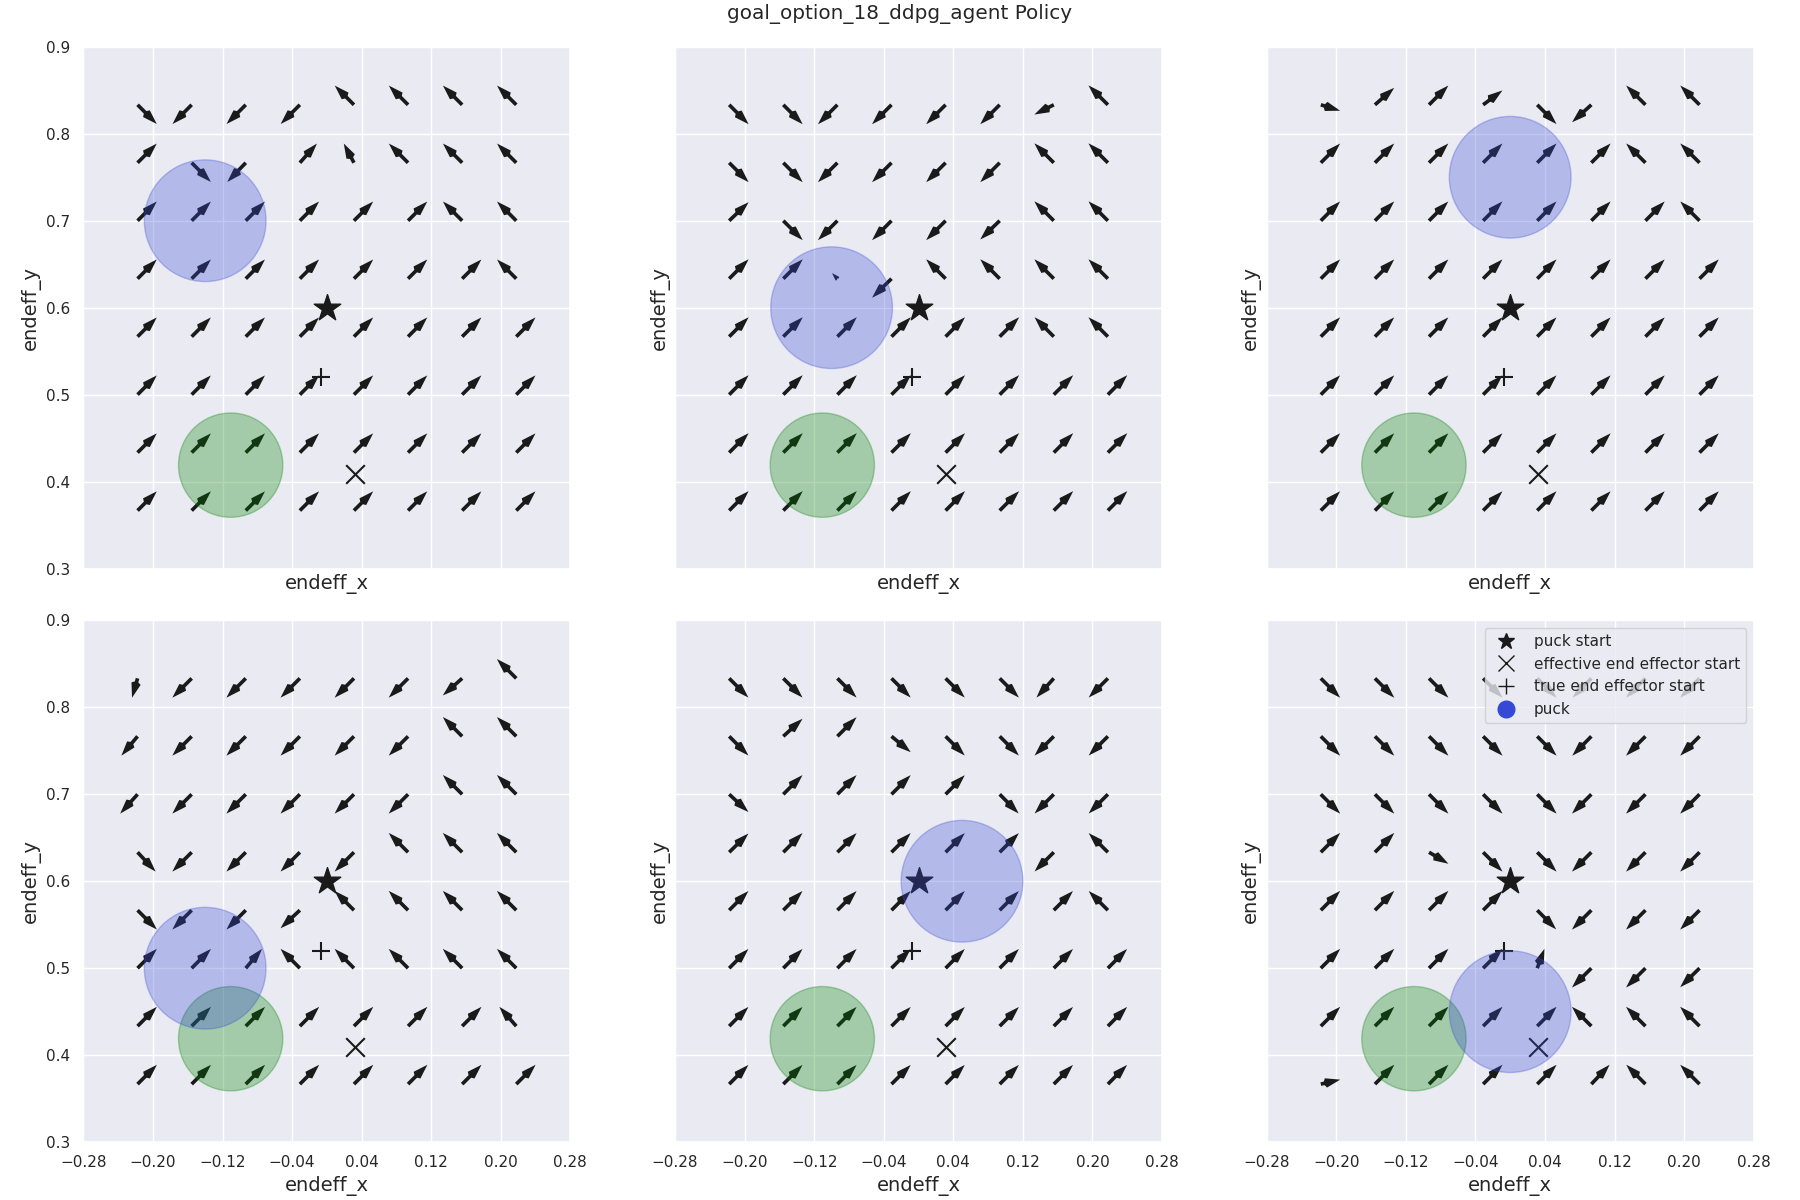 goal_option_18_ddpg_agent Policy
0.9
0.8
0.7
0.6
0.5
0.4
0.3
endeff_y
endeff_x
endeff_y
endeff_x
endeff_y
endeff_x
0.9
0.8
0.7
0.6
0.5
0.4
0.3
endeff_y
−0.28 −0.20 −0.12 −0.04 0.04 0.12 0.20 0.28
endeff_x
endeff_y
−0.28 −0.20 −0.12 −0.04 0.04 0.12 0.20 0.28
endeff_x
puck start
effective end effector start
true end effector start
puck
endeff_y
−0.28 −0.20 −0.12 −0.04 0.04 0.12 0.20 0.28
endeff_x